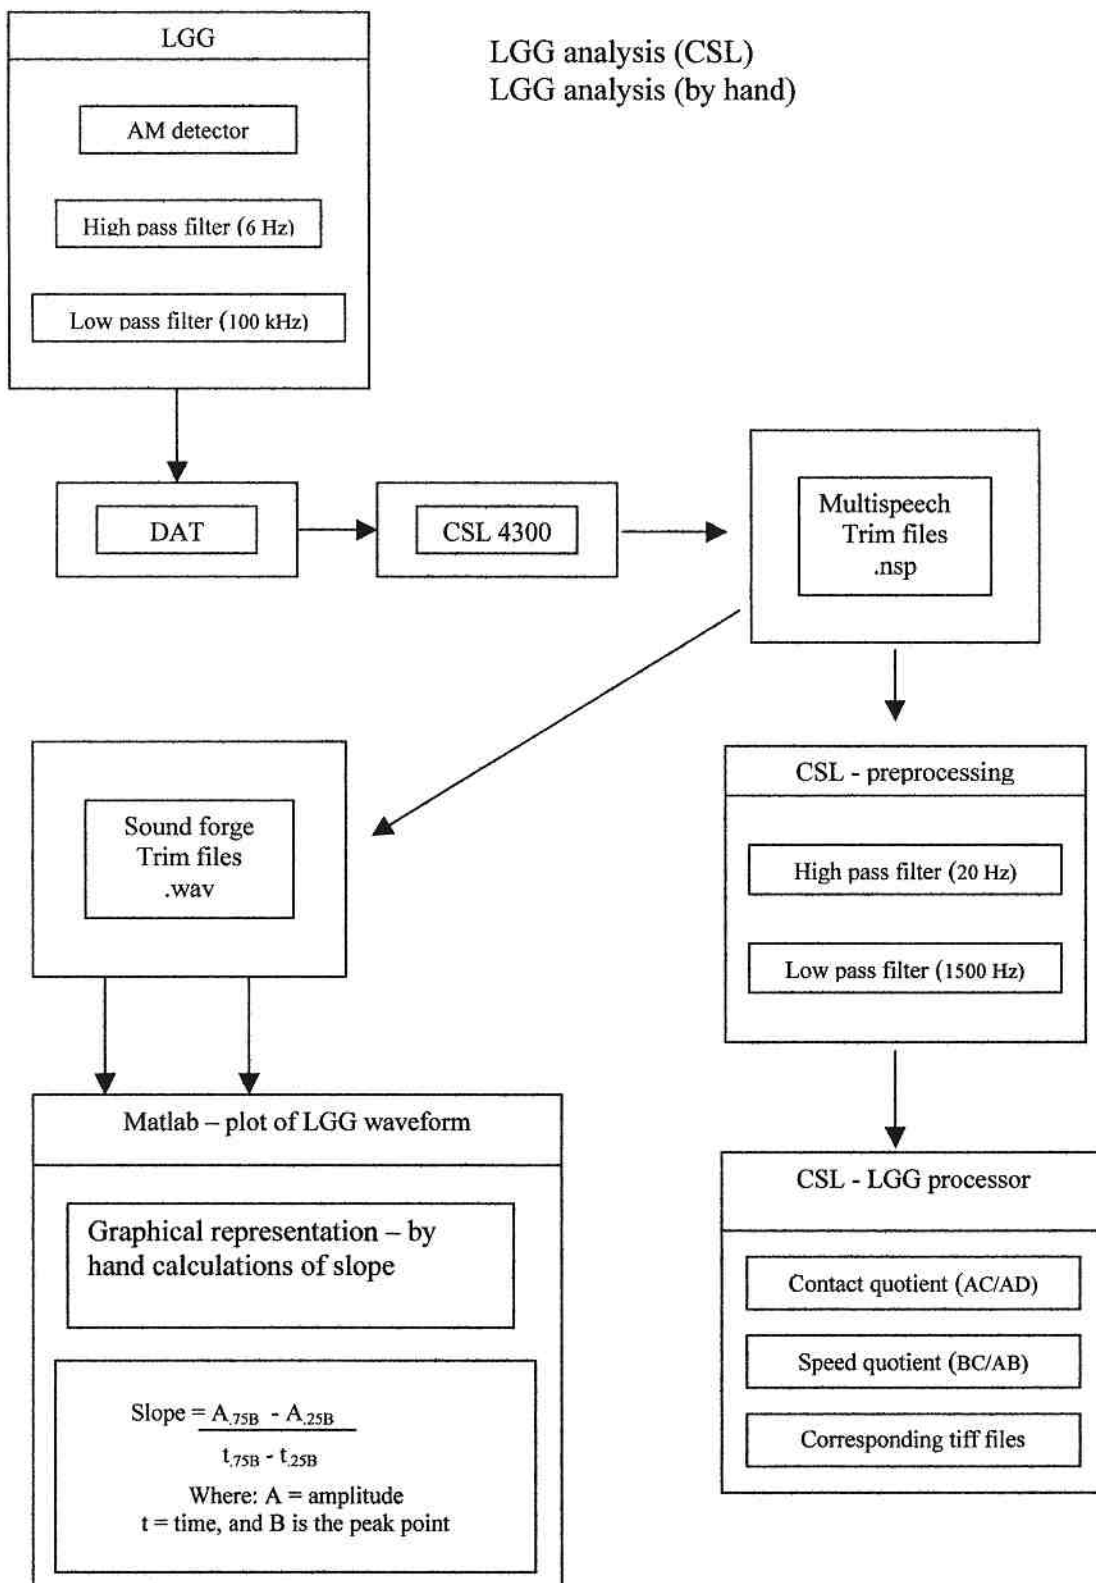 LGG
LGG analysis (CSL)
LGG analysis (by hand)
AM detector
High pass filter (6 Hz)
Low pass filter (100 kHz)
DAT
CSL 4300
Multispeech
Trim files
.nsp
Sound forge
Trim files
.wav
CSL - preprocessing
High pass filter (20 Hz)
Low pass filter (1500 Hz)
Matlab – plot of LGG waveform
Graphical representation – by
hand calculations of slope
Slope = A.75B - A.25B
t.75B - t.25B
Where: A = amplitude
t = time, and B is the peak point
CSL - LGG processor
Contact quotient (AC/AD)
Speed quotient (BC/AB)
Corresponding tiff files